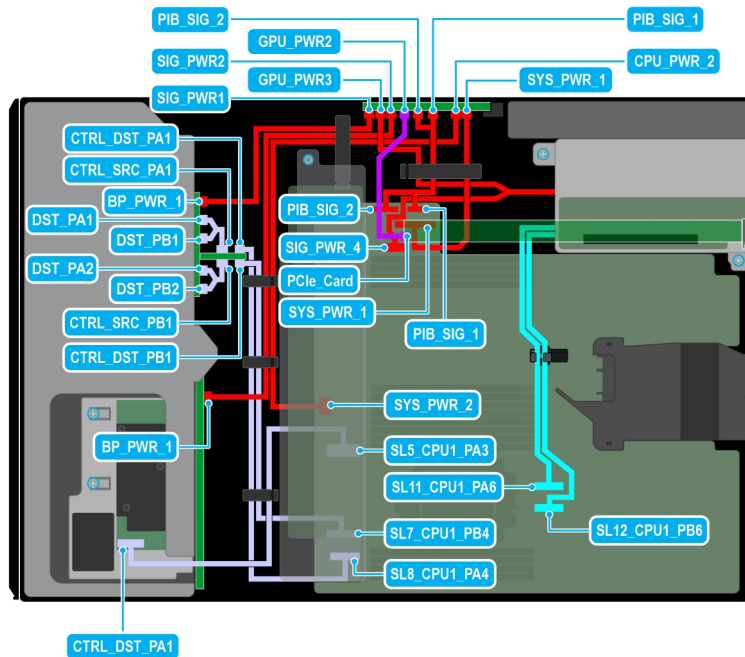 PIB_SIG_2
PIB_SIG_1
GPU_PWR2
SIG_PWR2
CPU_PWR_2
GPU_PWR3
SYS_PWR_1
SIG_PWR1
CTRL_DST_PA1
CTRL_SRC_PA1
BP_PWR_1
DST_PA1
DST_PB1
DST_PA2
DST_PB2
CTRL_SRC_PB1
CTRL_DST_PB1
PIB_SIG_2
SIG_PWR_4
PCIe_Card
SYS_PWR_1
PIB_SIG_1
SYS_PWR_2
BP_PWR_1
SL5_CPU1_PA3
SL11_CPU1_PA6
SL7_CPU1_PB4
SL12_CPU1_PB6
SL8_CPU1_PA4
CTRL_DST_PA1